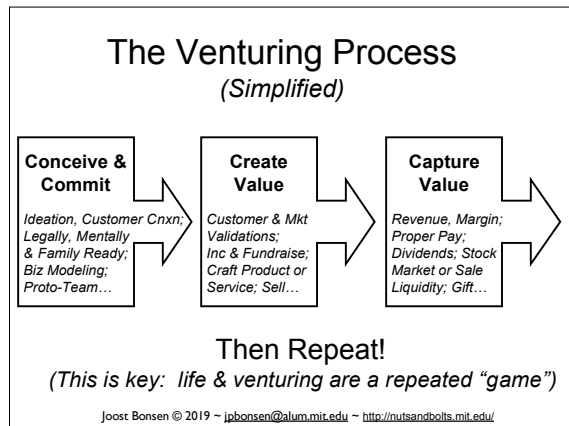 The Venturing Process
(Simplified)
Conceive &
Commit
Ideation, Customer Cnxn;
Legally, Mentally
& Family Ready;
Biz Modeling;
Proto-Team…
Create
Value
Customer & Mkt
Validations;
Inc & Fundraise;
Craft Product or
Service; Sell…
Capture
Value
Revenue, Margin;
Proper Pay;
Dividends; Stock
Market or Sale
Liquidity; Gift…
Then Repeat!
(This is key:  life & venturing are a repeated “game”)
Joost Bonsen © 2019 ~ jpbonsen@alum.mit.edu ~ http://nutsandbolts.mit.edu/